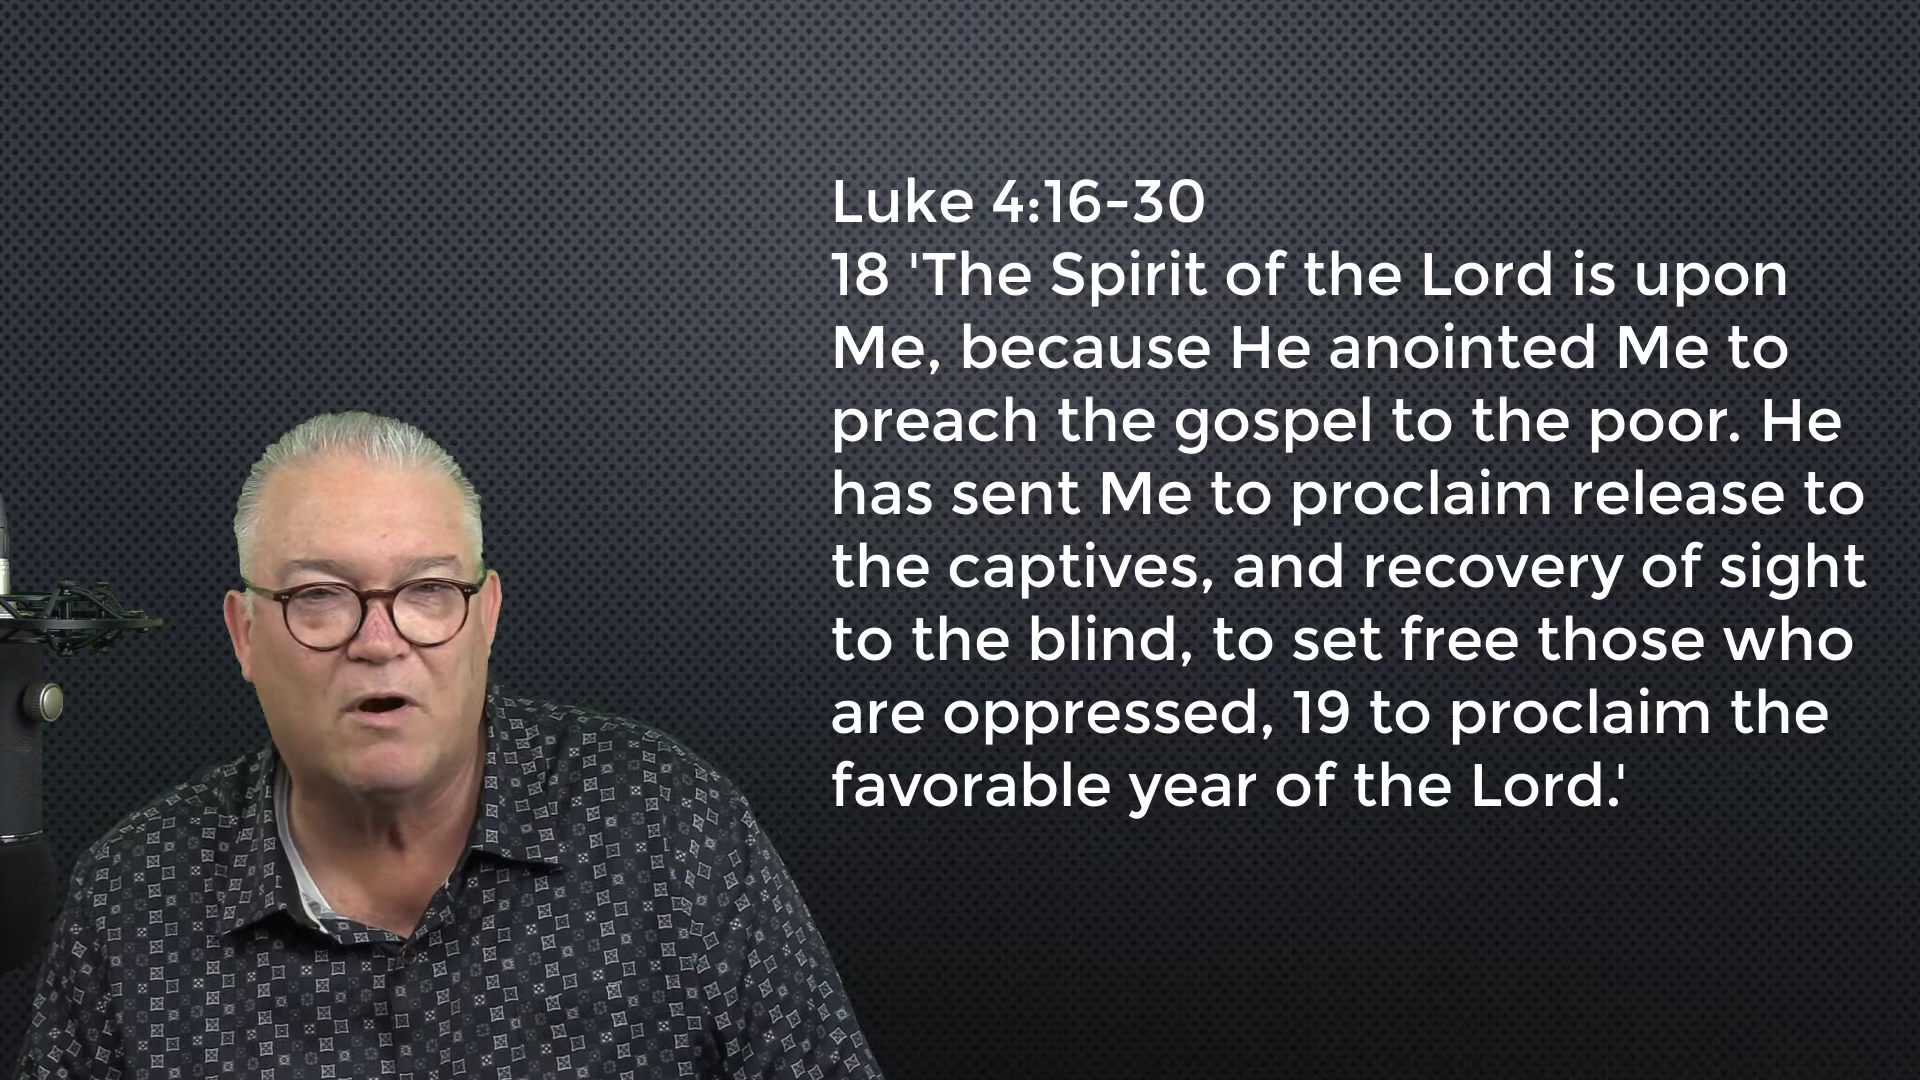 Luke 4:16-30
18 'The Spirit of the Lord is upon
Me, because He anointed Me to
preach the gospel to the poor. He
has sent Me to proclaim release to
the captives, and recovery of sight
to the blind, to set free those who
are oppressed, 19 to proclaim the
favorable year of the Lord.'